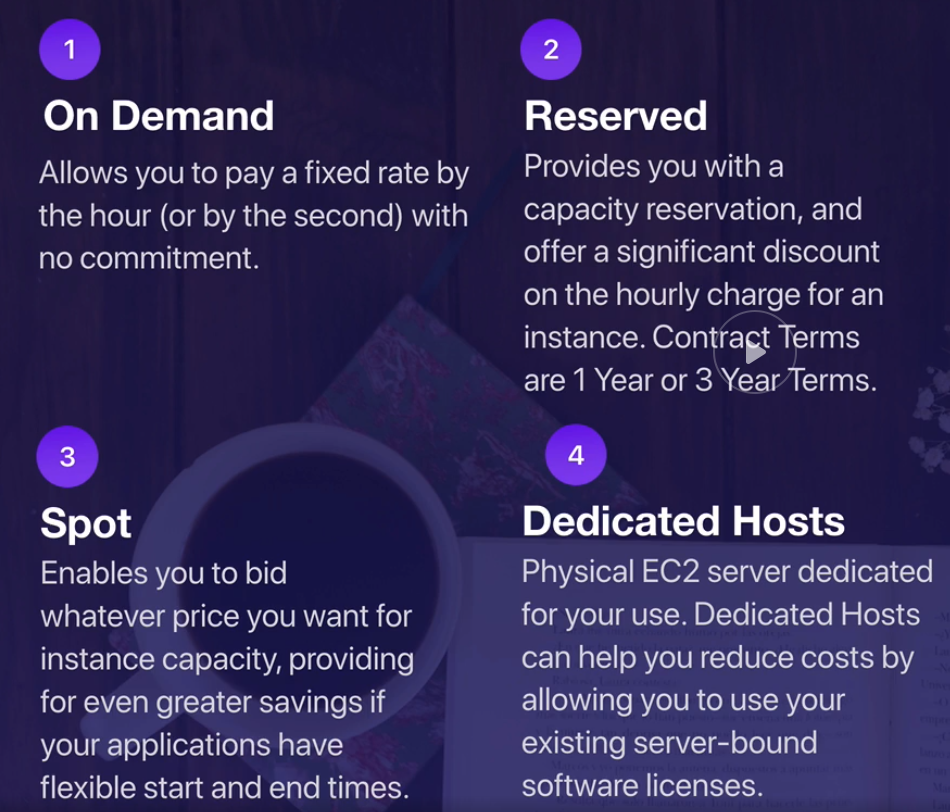 1
On Demand
Allows you to pay a fixed rate by
the hour (or by the second) with
no commitment.
2
Reserved
Provides you with a
capacity reservation, and
offer a significant discount
on the hourly charge for an
instance. Contract Terms
are 1 Year or 3 Year Terms.
3
Spot
Enables you to bid
whatever price you want for
instance capacity, providing
for even greater savings if
your applications have
flexible start and end times.
4
Dedicated Hosts
Physical EC2 server dedicated
for your use. Dedicated Hosts
can help you reduce costs by
allowing you to use your
existing server-bound
software licenses.